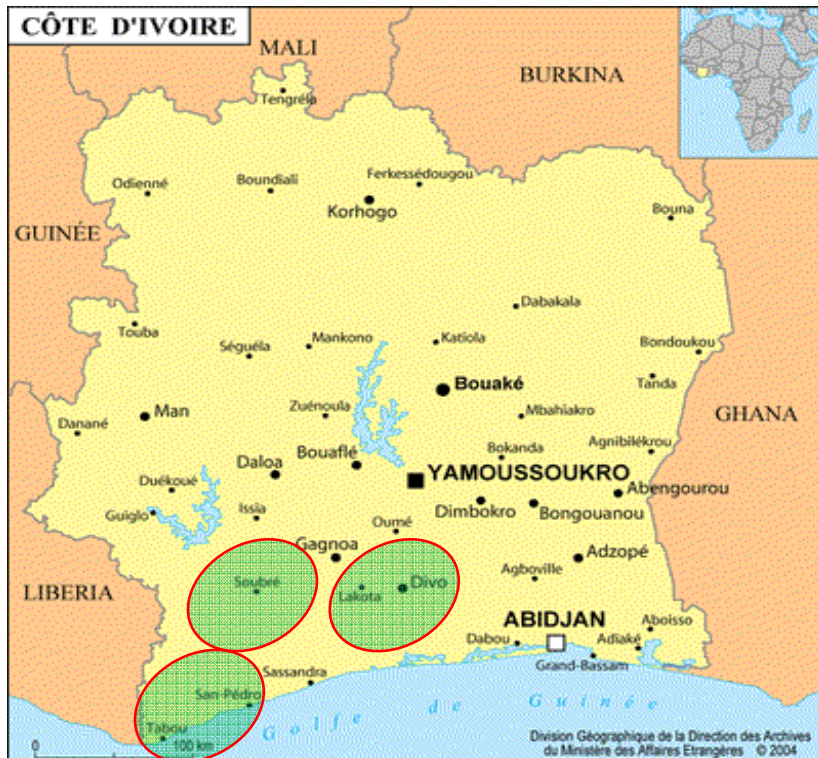 CÔTE D'IVOIRE
MALI
BURKINA
Tengréla
Odienné
Boundiali
Ferkessédougou
Korhogo
Bouna
GUINÉE
Dabakala
Touba
Séguéla
Mankono
Katiola
Bondoukou
Bouaké
Tanda
Man
Zuénoula
Mbahiakro
GHANA
Danané
Bokanda
Agnibilékrou
Daloa
Bouaflé
YAMOUSSOUKRO
Duékoué
Abengourou
Guiglo
Issia
Dimbokro
Bongouanou
Oumé
Gagnoa
Adzopé
LIBERIA
Soubré
Lakota
Divo
Agboville
ABIDJAN
Aboisso
Dabou
Adiaké
Grand-Bassam
Sassandra
San-Pédro
Golfe de Guinée
Tabou
0
100 km
Division Géographique de la Direction des Archives
du Ministère des Affaires Etrangères © 2004